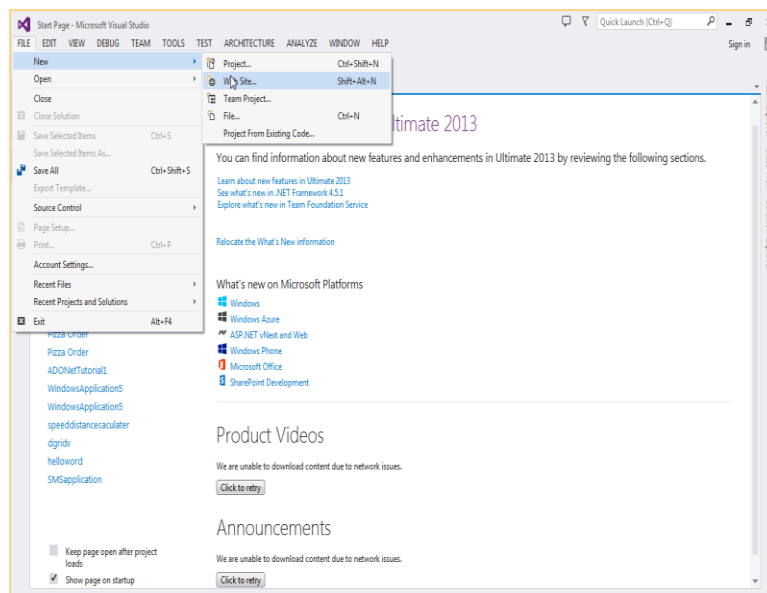 Start Page - Microsoft Visual Studio
Quick Launch (Ctrl+Q)
FILE EDIT VIEW DEBUG TEAM TOOLS TEST ARCHITECTURE ANALYZE WINDOW HELP
Sign in
New
Open
Close
Close Solution
Save Selected Items Ctrl+S
Save Selected Items As...
Save All Ctrl+Shift+S
Export Template...
Source Control
Page Setup...
Print... Ctrl+P
Account Settings...
Recent Files
Recent Projects and Solutions
Exit Alt+F4
Project... Ctrl+Shift+N
Site... Shift+Alt+N
Team Project... 
File... Ctrl+N
Project From Existing Code...
ltimate 2013
You can find information about new features and enhancements in Ultimate 2013 by reviewing the following sections.
Learn about new features in Ultimate 2013
See what's new in .NET Framework 4.5.1
Explore what's new in Team Foundation Service
Relocate the What's New information
What's new on Microsoft Platforms
Windows
Windows Azure
ASP.NET vNext and Web
Windows Phone
Microsoft Office
SharePoint Development
Pizza Order
Pizza Order
ADONetTutorial1
WindowsApplication5
WindowsApplication5
speeddistancecaculater
dgridv
helloword
SMSapplication
Product Videos
We are unable to download content due to network issues.
Click to retry
Announcements
We are unable to download content due to network issues.
Click to retry
Keep page open after project
loads
Show page on startup